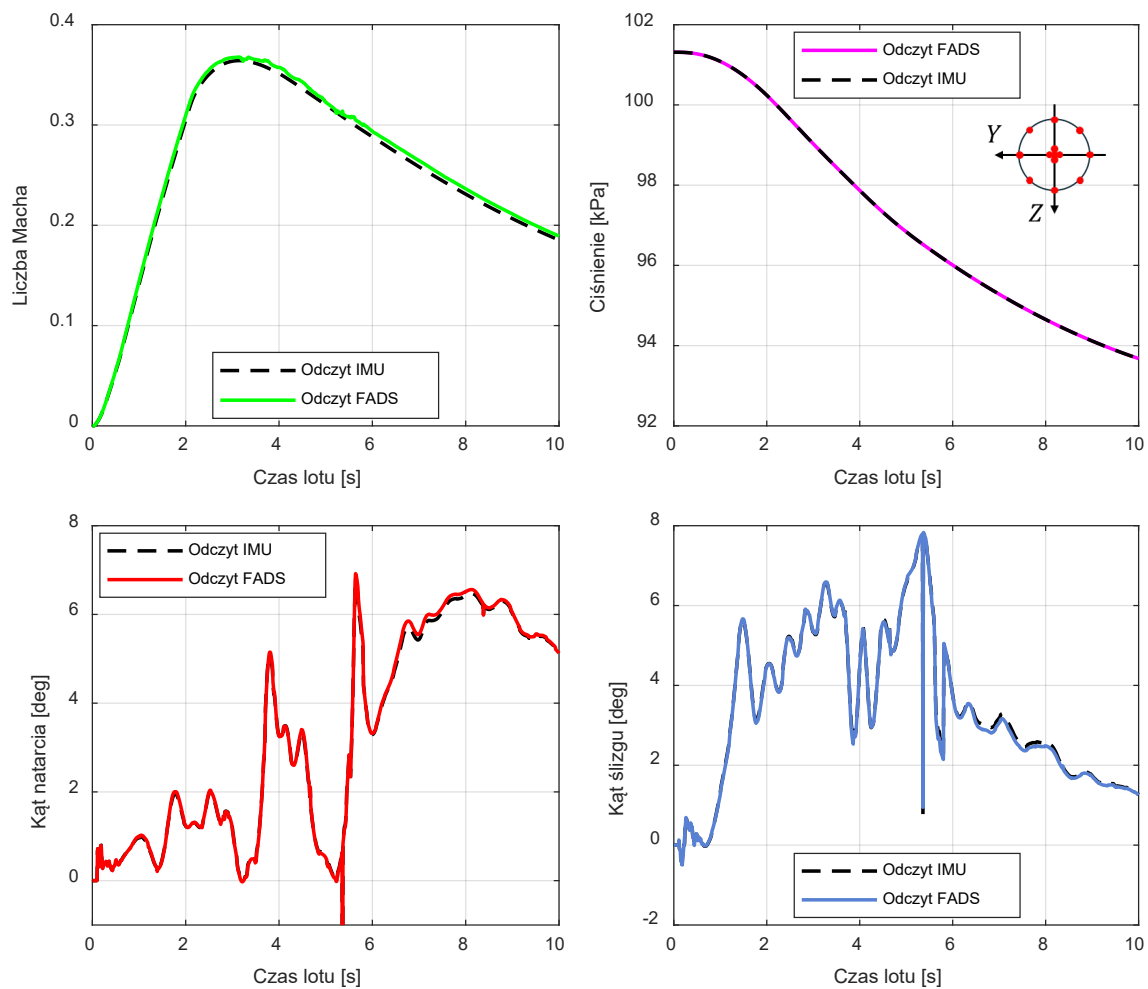 0.4
0.3
0.2
0.1
0
Liczba Macha
Odczyt IMU
Odczyt FADS
0 2 4 6 8 10
Czas lotu [s]
102
100
98
96
94
92
Ciśnienie [kPa]
Odczyt FADS
Odczyt IMU
Y
Z
0 2 4 6 8 10
Czas lotu [s]
8
6
4
2
0
Kąt natarcia [deg]
Odczyt IMU
Odczyt FADS
0 2 4 6 8 10
Czas lotu [s]
8
6
4
2
0
-2
Kąt ślizgu [deg]
Odczyt IMU
Odczyt FADS
0 2 4 6 8 10
Czas lotu [s]